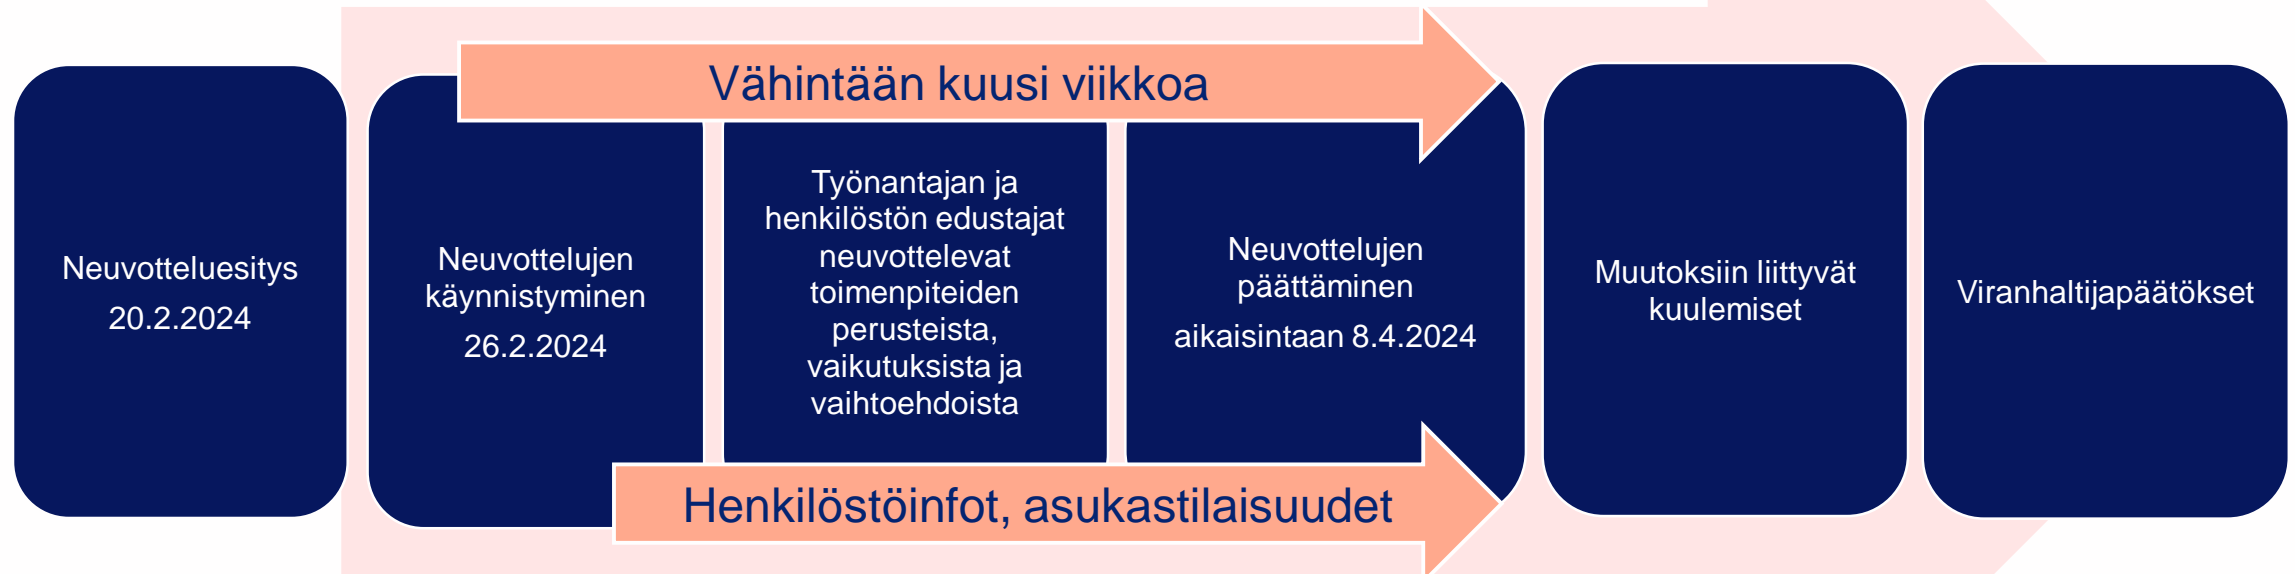 Vähintään kuusi viikkoa
Neuvotteluesitys
20.2.2024
Neuvottelujen
käynnistyminen
26.2.2024
Työnantajan ja
henkilöstön edustajat
neuvottelevat
toimenpiteiden
perusteista,
vaikutuksista ja
vaihtoehdoista
Neuvottelujen
päättäminen
aikaisintaan 8.4.2024
Muutoksiin liittyvät
kuulemiset
Viranhaltijapäätökset
Henkilöstöinfot, asukastilaisuudet